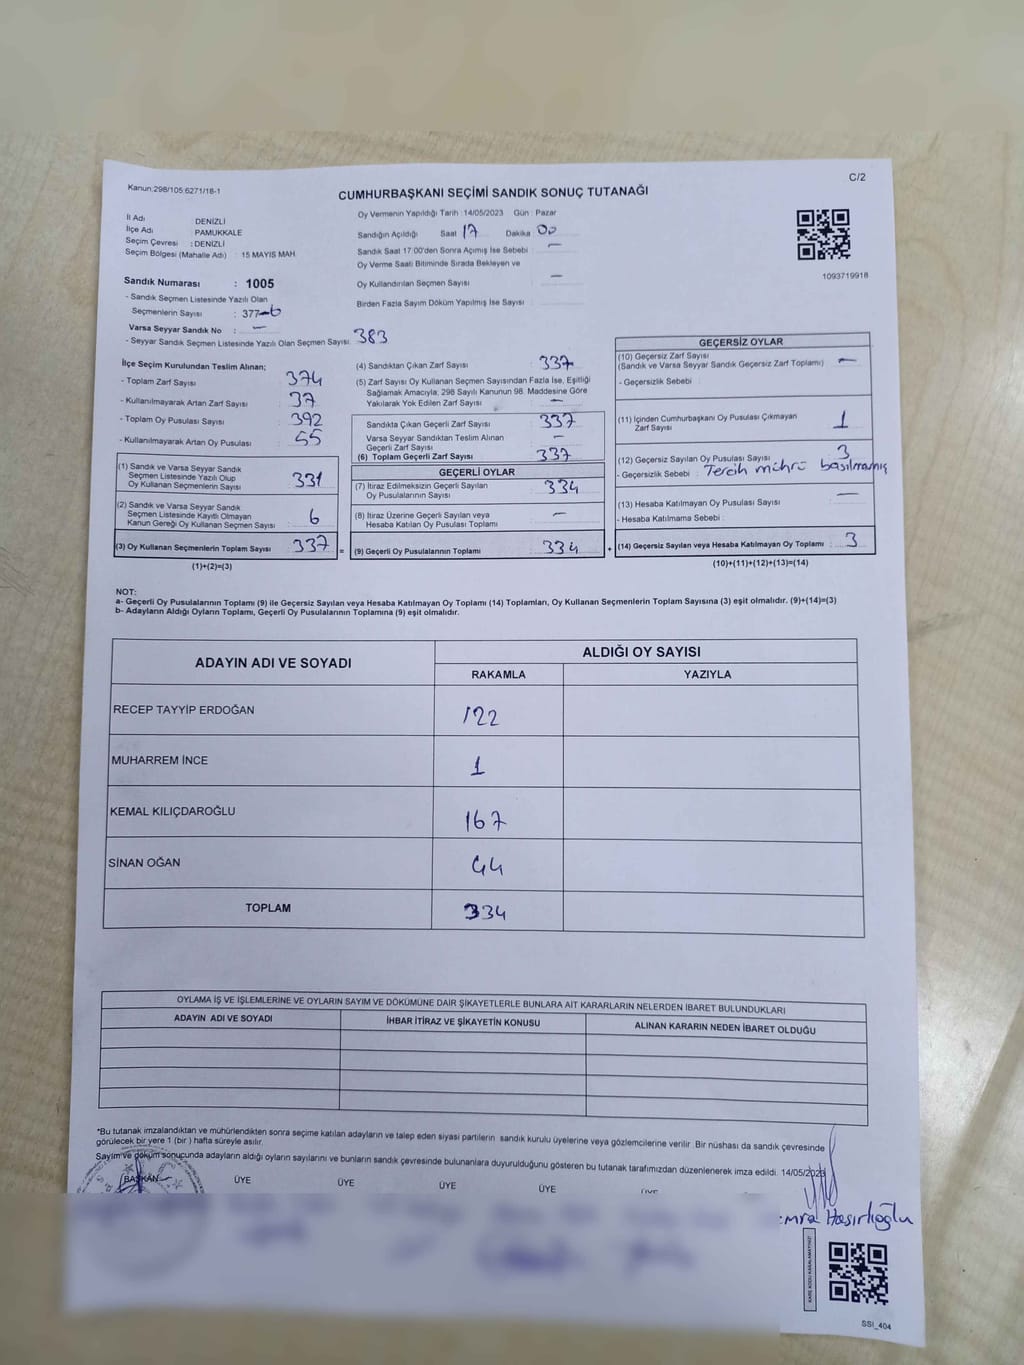 Kanun:298/105:6271/18-1
C/2
CUMHURBAŞKANI SEÇİMİ SANDIK SONUÇ TUTANAĞI
İl Adı : DENİZLİ
İlçe Adı : PAMUKKALE
Seçim Çevresi : DENİZLİ
Seçim Bölgesi (Mahalle Adı) : 15 MAYIS MAH.
Sandık Numarası : 1005
- Sandık Seçmen Listesinde Yazılı Olan
Seçmenlerin Sayısı : 377-6
Varsa Seyyar Sandık No : —
- Seyyar Sandık Seçmen Listesinde Yazılı Olan Seçmen Sayısı: 383
Oy Vermenin Yapıldığı Tarih :14/05/2023 Gün : Pazar
Sandığın Açıldığı Saat 17 Dakika 00
Sandık Saat 17:00'den Sonra Açımış İse Sebebi : —
Oy Verme Saati Bitiminde Sırada Bekleyen ve
Oy Kullandırılan Seçmen Sayısı : —
Birden Fazla Sayım Döküm Yapılmış İse Sayısı :
1093719918
İlçe Seçim Kurulundan Teslim Alınan;
- Toplam Zarf Sayısı : 374
- Kullanılmayarak Artan Zarf Sayısı : 37
- Toplam Oy Pusulası Sayısı : 392
- Kullanılmayarak Artan Oy Pusulası : 55
(1) Sandık ve Varsa Seyyar Sandık
Seçmen Listesinde Yazılı Olup
Oy Kullanan Seçmenlerin Sayısı : 331
(2) Sandık ve Varsa Seyyar Sandık
Seçmen Listesinde Kayıtlı Olmayan
Kanun Gereği Oy Kullanan Seçmen Sayısı : 6
(3) Oy Kullanan Seçmenlerin Toplam Sayısı : 337 =
(1)+(2)=(3)
(4) Sandıktan Çıkan Zarf Sayısı : 337
(5) Zarf Sayısı Oy Kullanan Seçmen Sayısından Fazla İse, Eşitliği
Sağlamak Amacıyla; 298 Sayılı Kanunun 98. Maddesine Göre
Yakılarak Yok Edilen Zarf Sayısı : —
Sandıkta Çıkan Geçerli Zarf Sayısı : 337
Varsa Seyyar Sandıktan Teslim Alınan
Geçerli Zarf Sayısı : —
(6) Toplam Geçerli Zarf Sayısı : 337
GEÇERLİ OYLAR
(7) İtiraz Edilmeksizin Geçerli Sayılan
Oy Pusulalarının Sayısı : 334
(8) İtiraz Üzerine Geçerli Sayılan veya
Hesaba Katılan Oy Pusulası Toplamı : —
(9) Geçerli Oy Pusulalarının Toplamı : 334 +
GEÇERSİZ OYLAR
(10) Geçersiz Zarf Sayısı
(Sandık ve Varsa Seyyar Sandık Geçersiz Zarf Toplamı) : —
- Geçersizlik Sebebi :
(11) İçinden Cumhurbaşkanı Oy Pusulası Çıkmayan
Zarf Sayısı : 1
(12) Geçersiz Sayılan Oy Pusulası Sayısı : 3
- Geçersizlik Sebebi : Tercih mührü basılmamış
(13) Hesaba Katılmayan Oy Pusulası Sayısı : —
- Hesaba Katılmama Sebebi :
(14) Geçersiz Sayılan veya Hesaba Katılmayan Oy Toplamı : 3
(10)+(11)+(12)+(13)=(14)
NOT:
a- Geçerli Oy Pusulalarının Toplamı (9) ile Geçersiz Sayılan veya Hesaba Katılmayan Oy Toplamı (14) Toplamları, Oy Kullanan Seçmenlerin Toplam Sayısına (3) eşit olmalıdır. (9)+(14)=(3)
b- Adayların Aldığı Oyların Toplamı, Geçerli Oy Pusulalarının Toplamına (9) eşit olmalıdır.
ADAYIN ADI VE SOYADI ALDIĞI OY SAYISI
RAKAMLA YAZIYLA
RECEP TAYYİP ERDOĞAN 122
MUHARREM İNCE 1
KEMAL KILIÇDAROĞLU 167
SİNAN OĞAN 44
TOPLAM 334
OYLAMA İŞ VE İŞLEMLERİNE VE OYLARIN SAYIM VE DÖKÜMÜNE DAİR ŞİKAYETLERLE BUNLARA AİT KARARLARIN NELERDEN İBARET BULUNDUKLARI
ADAYIN ADI VE SOYADI İHBAR İTİRAZ VE ŞİKAYETİN KONUSU ALINAN KARARIN NEDEN İBARET OLDUĞU
*Bu tutanak imzalandıktan ve mühürlendikten sonra seçime katılan adayların ve talep eden siyasi partilerin sandık kurulu üyelerine veya gözlemcilerine verilir. Bir nüshası da sandık çevresinde
görülecek bir yere 1 (bir ) hafta süreyle asılır.
Sayım ve döküm sonucunda adayların aldığı oyların sayılarını ve bunların sandık çevresinde bulunanlara duyurulduğunu gösteren bu tutanak tarafımızdan düzenlenerek imza edildi. 14/05/2023
BAŞKAN ÜYE ÜYE ÜYE ÜYE ÜYE
Hasırlıoğlu
KARE KODU KARALAMAYINIZ!
SSI_404